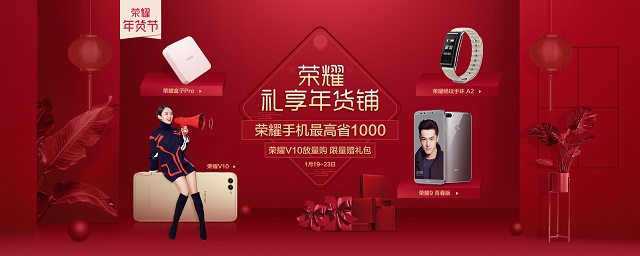 荣耀
年货节
荣耀盒子Pro
荣耀V10
荣耀
礼享年货铺
荣耀手机最高省1000
荣耀V10放量购 限量赠礼包
1月19-23日
荣耀畅玩手环 A2
荣耀9 青春版